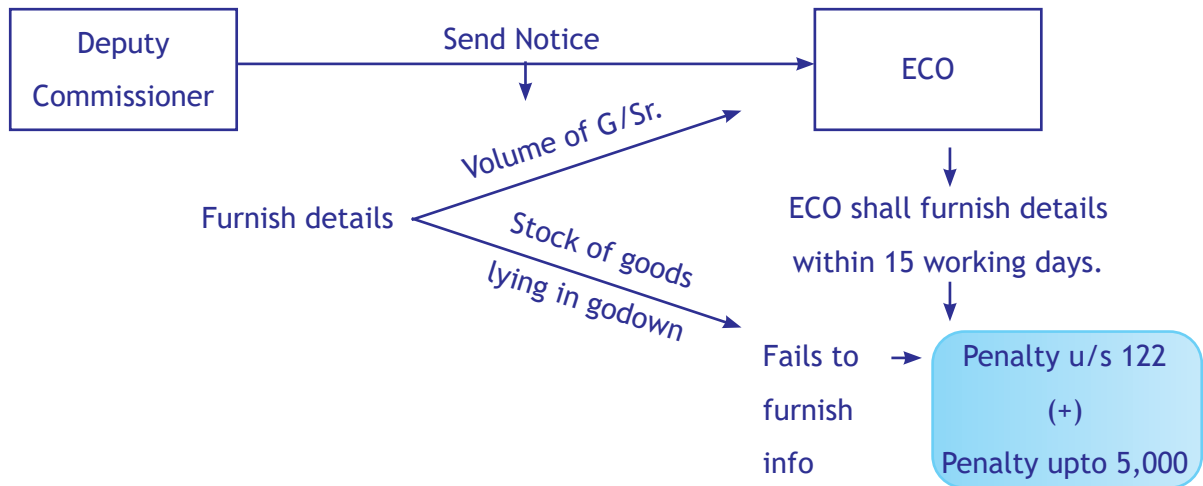 Deputy
Commissioner
Send Notice
ECO
Volume of G/Sr.
Furnish details
Stock of goods
lying in godown
ECO shall furnish details
within 15 working days.
Fails to
furnish
info
Penalty u/s 122
(+)
Penalty upto 5,000